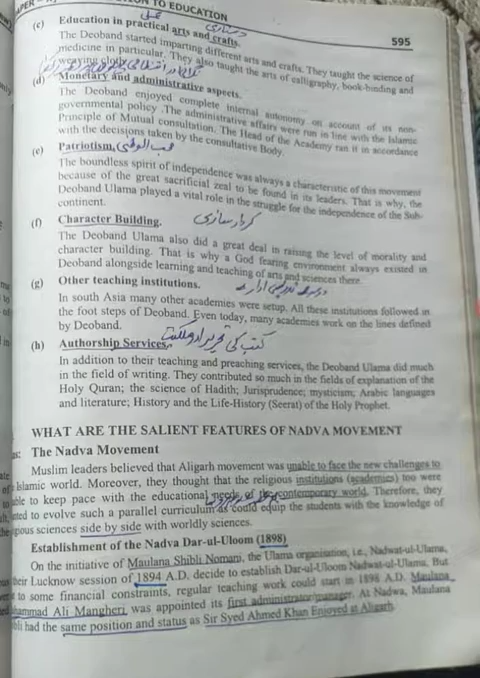 TO EDUCATION
595
(c) Education in practical arts and crafts.
The Deoband started imparting different arts and crafts. They taught the science of
medicine in particular. They also taught the arts of calligraphy, book-binding and
weaving cloth.
(d) Monetary and administrative aspects.
The Deoband enjoyed complete internal autonomy on account of its non-
governmental policy. The administrative affairs were run in line with the Islamic
Principle of Mutual consultation. The Head of the Academy ran it in accordance
with the decisions taken by the consultative Body.
(e) Patriotism. حب الوطنی
The boundless spirit of independence was always a characteristic of this movement
because of the great sacrificial zeal to be found in its leaders. That is why, the
Deoband Ulama played a vital role in the struggle for the independence of the Sub-
continent.
(f) Character Building. کردار سازی
The Deoband Ulama also did a great deal in raising the level of morality and
character building. That is why a God fearing environment always existed in
Deoband alongside learning and teaching of arts and sciences there.
(g) Other teaching institutions. دوسرے تدریسی ادارے
In south Asia many other academies were setup. All these institutions followed in
the foot steps of Deoband. Even today, many academies work on the lines defined
by Deoband.
(h) Authorship Services. کتب کی تحریر
In addition to their teaching and preaching services, the Deoband Ulama did much
in the field of writing. They contributed so much in the fields of explanation of the
Holy Quran; the science of Hadith; Jurisprudence; mysticism; Arabic languages
and literature; History and the Life-History (Seerat) of the Holy Prophet.
WHAT ARE THE SALIENT FEATURES OF NADVA MOVEMENT
The Nadva Movement
Muslim leaders believed that Aligarh movement was unable to face the new challenges to
Islamic world. Moreover, they thought that the religious institutions (academies) too were
able to keep pace with the educational needs of the contemporary world. Therefore, they
to evolve such a parallel curriculum as could equip the students with the knowledge of
sciences side by side with worldly sciences.
Establishment of the Nadva Dar-ul-Uloom (1898)
On the initiative of Maulana Shibli Nomani, the Ulama organisation, i.e., Nadwat-ul-Ulama,
their Lucknow session of 1894 A.D. decide to establish Dar-ul-Uloom Nadwat-ul-Ulama. But
to some financial constraints, regular teaching work could start in 1898 A.D. Maulana
Ali Mangheri was appointed its first administrator/manager. At Nadwa, Maulana
had the same position and status as Sir Syed Ahmed Khan Enjoyed at Aligarh.